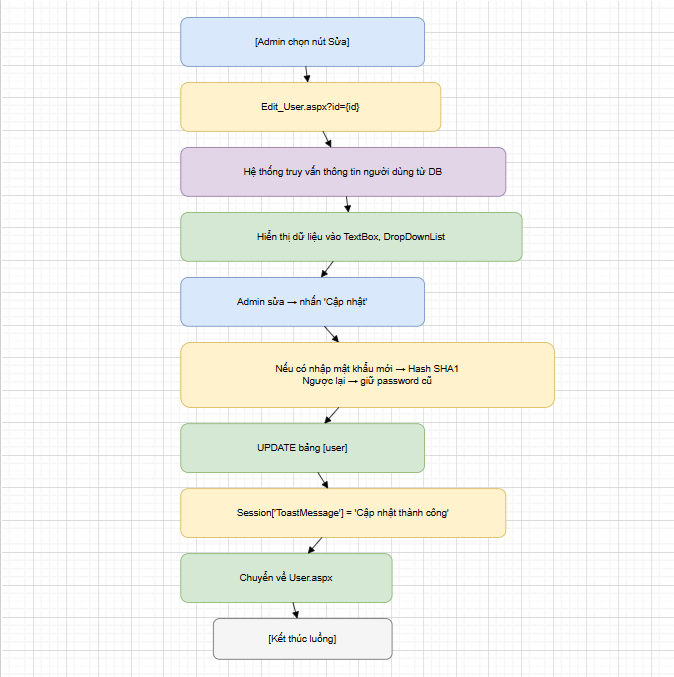 [Admin chọn nút Sửa]
Edit_User.aspx?id={id}
Hệ thống truy vấn thông tin người dùng từ DB
Hiển thị dữ liệu vào TextBox, DropDownList
Admin sửa → nhấn 'Cập nhật'
Nếu có nhập mật khẩu mới → Hash SHA1
Ngược lại → giữ password cũ
UPDATE bảng [user]
Session['ToastMessage'] = 'Cập nhật thành công'
Chuyển về User.aspx
[Kết thúc luồng]